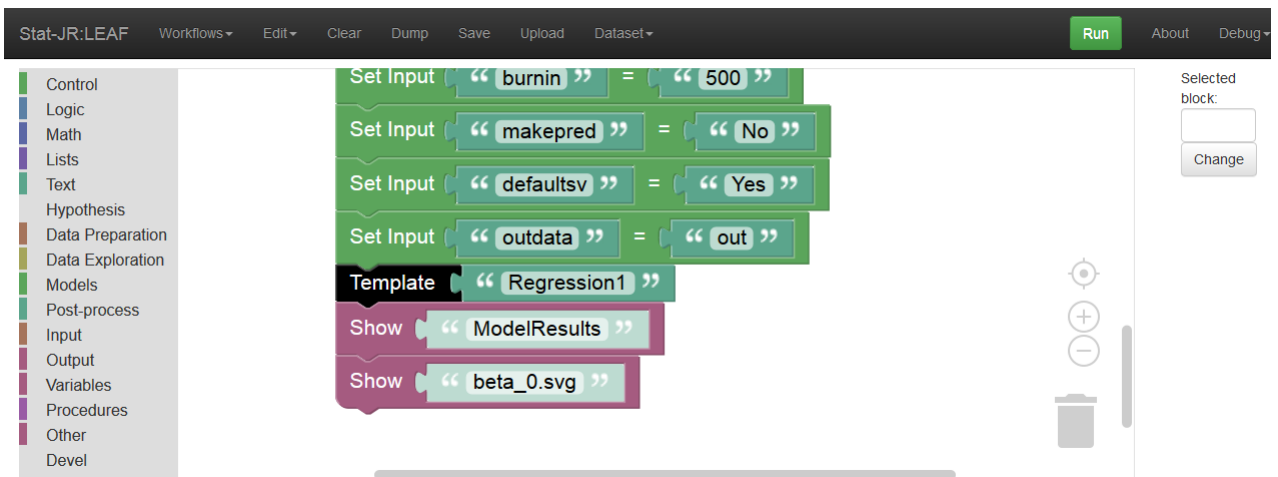 Stat-JR:LEAF Workflows Edit Clear Dump Save Upload Dataset Run About Debug
Control
Logic
Math
Lists
Text
Hypothesis
Data Preparation
Data Exploration
Models
Post-process
Input
Output
Variables
Procedures
Other
Devel
Set Input “ burnin ” = “ 500 ”
Set Input “ makepred ” = “ No ”
Set Input “ defaultsv ” = “ Yes ”
Set Input “ outdata ” = “ out ”
Template “ Regression1 ”
Show “ ModelResults ”
Show “ beta_0.svg ”
Selected
block:
Change